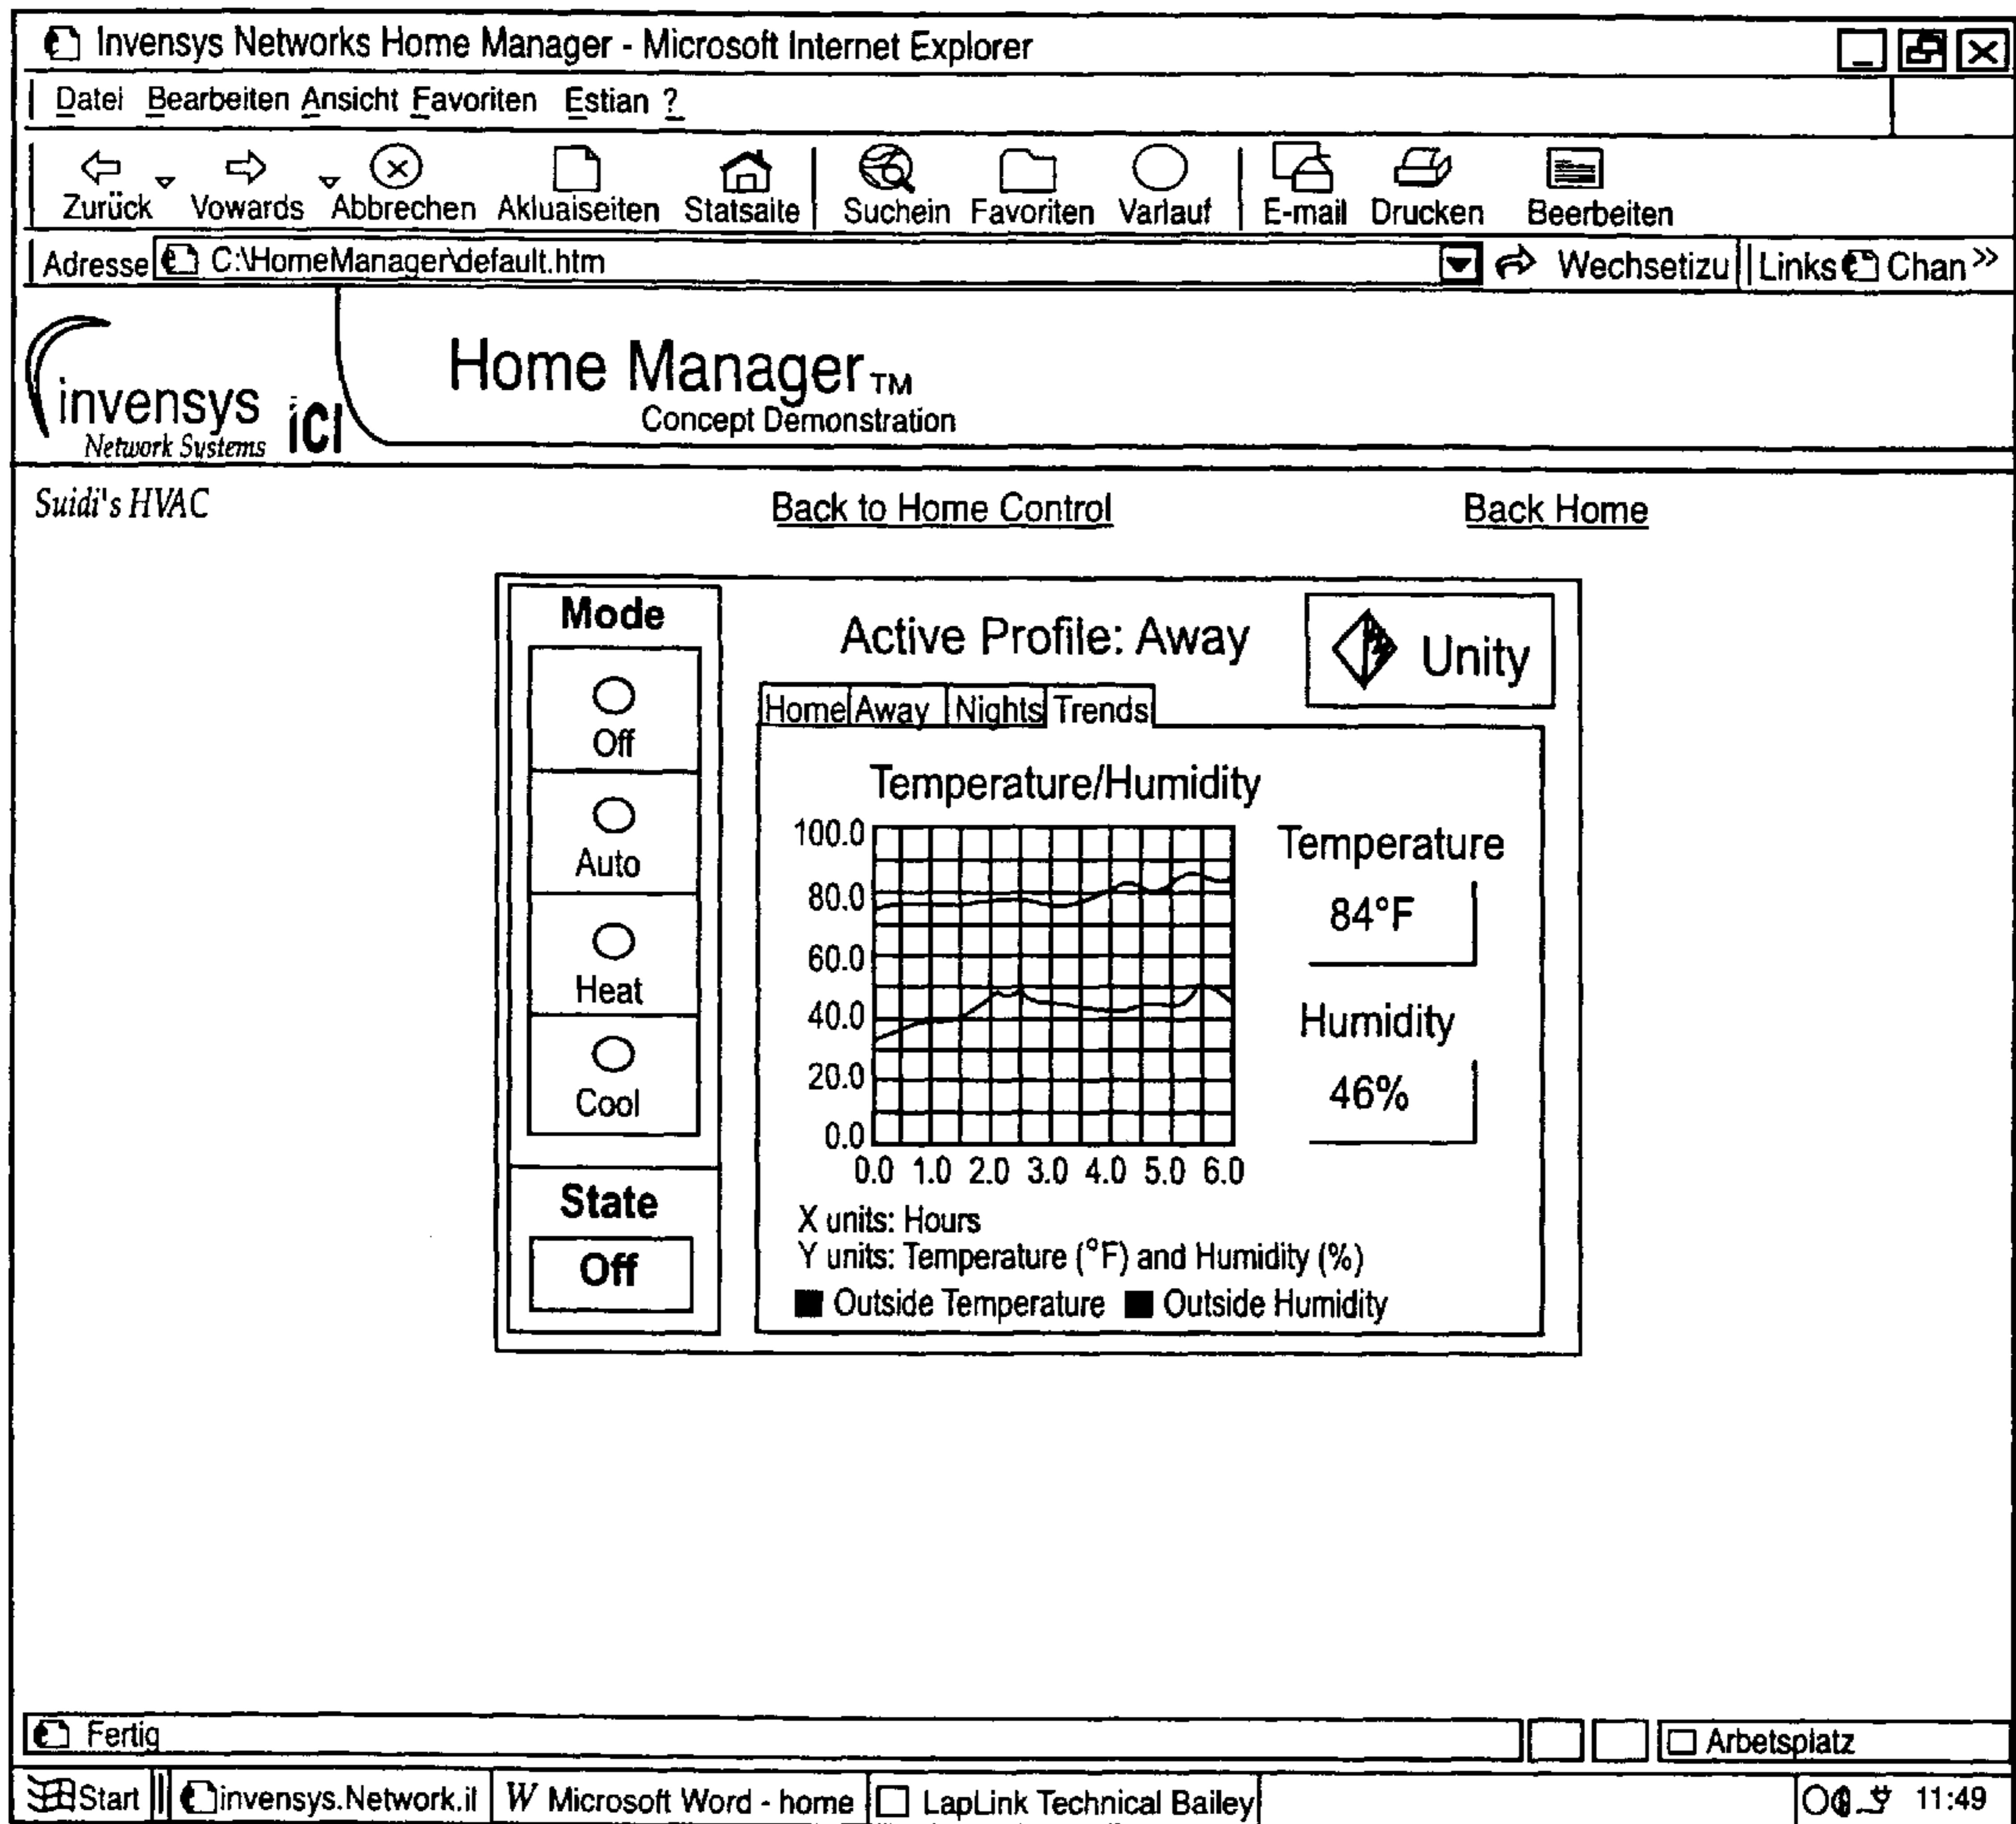 Invensys Networks Home Manager - Microsoft Internet Explorer
Datei Bearbeiten Ansicht Favoriten Estian ?
Zurück Vowards Abbrechen Akluaiseiten Statsaite Suchein Favoriten Varlauf E-mail Drucken Beerbeiten
Adresse C:\HomeManager\default.htm Wechsetizu Links Chan »
invensys
Network Systems
ici
Home Manager TM
Concept Demonstration
Suidi's HVAC Back to Home Control Back Home
Mode
Off
Auto
Heat
Cool
State
Off
Active Profile: Away
Unity
Home Away Nights Trends
Temperature/Humidity
100.0
80.0
60.0
40.0
20.0
0.0
0.0 1.0 2.0 3.0 4.0 5.0 6.0
Temperature
84°F
Humidity
46%
X units: Hours
Y units: Temperature (°F) and Humidity (%)
Outside Temperature Outside Humidity
Fertig Arbetsplatz
Start invensys.Network.il W Microsoft Word - home LapLink Technical Bailey 11:49